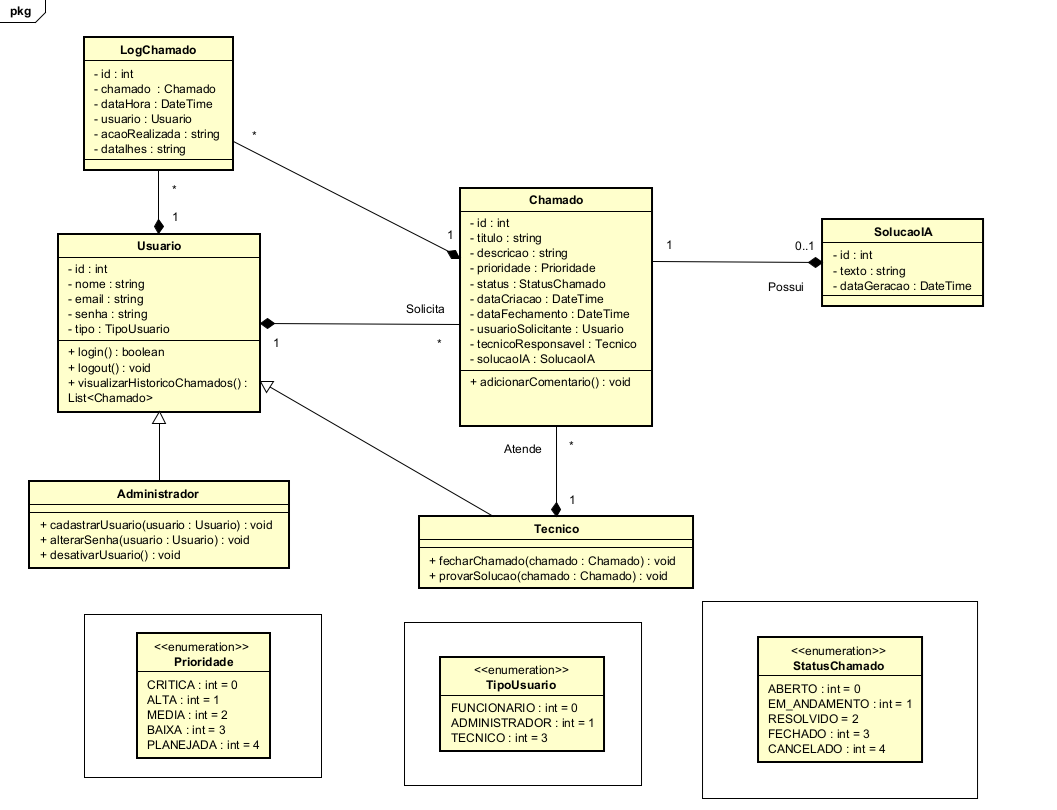 pkg
LogChamado
- id : int
- chamado  : Chamado
- dataHora : DateTime
- usuario : Usuario
- acaoRealizada : string
- datalhes : string
*
*
1
1
Usuario
- id : int
- nome : string
- email : string
- senha : string
- tipo : TipoUsuario
+ login() : boolean
+ logout() : void
+ visualizarHistoricoChamados() :
List<Chamado>
Solicita
1
*
Chamado
- id : int
- titulo : string
- descricao : string
- prioridade : Prioridade
- status : StatusChamado
- dataCriacao : DateTime
- dataFechamento : DateTime
- usuarioSolicitante : Usuario
- tecnicoResponsavel : Tecnico
- solucaoIA : SolucaoIA
+ adicionarComentario() : void
1
0..1
Possui
SolucaoIA
- id : int
- texto : string
- dataGeracao : DateTime
Atende
*
1
Administrador
+ cadastrarUsuario(usuario : Usuario) : void
+ alterarSenha(usuario : Usuario) : void
+ desativarUsuario() : void
Tecnico
+ fecharChamado(chamado : Chamado) : void
+ provarSolucao(chamado : Chamado) : void
<<enumeration>>
Prioridade
CRITICA : int = 0
ALTA : int = 1
MEDIA : int = 2
BAIXA : int = 3
PLANEJADA : int = 4
<<enumeration>>
TipoUsuario
FUNCIONARIO : int = 0
ADMINISTRADOR : int = 1
TECNICO : int = 3
<<enumeration>>
StatusChamado
ABERTO : int = 0
EM_ANDAMENTO : int = 1
RESOLVIDO = 2
FECHADO : int = 3
CANCELADO : int = 4